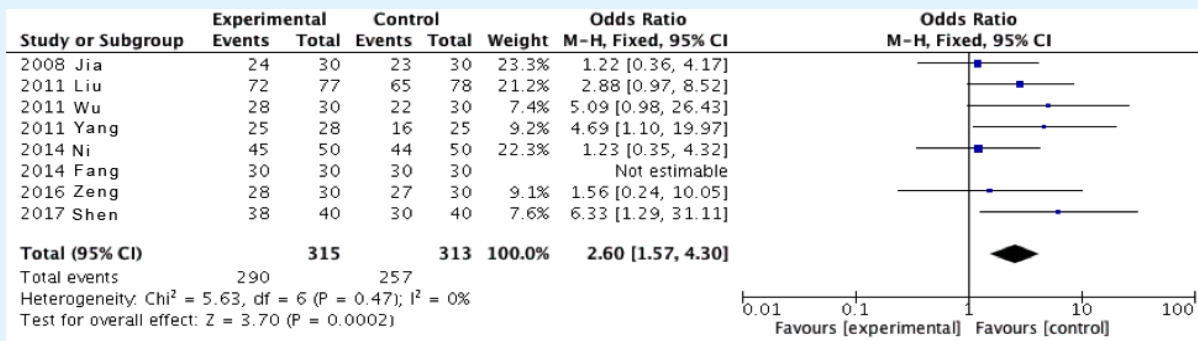 Experimental Control Odds Ratio Odds Ratio
Study or Subgroup Events Total Events Total Weight M-H, Fixed, 95% CI M-H, Fixed, 95% CI
2008 Jia 24 30 23 30 23.3% 1.22 [0.36, 4.17]
2011 Liu 72 77 65 78 21.2% 2.88 [0.97, 8.52]
2011 Wu 28 30 22 30 7.4% 5.09 [0.98, 26.43]
2011 Yang 25 28 16 25 9.2% 4.69 [1.10, 19.97]
2014 Ni 45 50 44 50 22.3% 1.23 [0.35, 4.32]
2014 Fang 30 30 30 30 Not estimable
2016 Zeng 28 30 27 30 9.1% 1.56 [0.24, 10.05]
2017 Shen 38 40 30 40 7.6% 6.33 [1.29, 31.11]
Total (95% CI) 315 313 100.0% 2.60 [1.57, 4.30]
Total events 290 257
Heterogeneity: Chi² = 5.63, df = 6 (P = 0.47); I² = 0%
Test for overall effect: Z = 3.70 (P = 0.0002)
0.01 0.1 1 10 100
Favours [experimental] Favours [control]